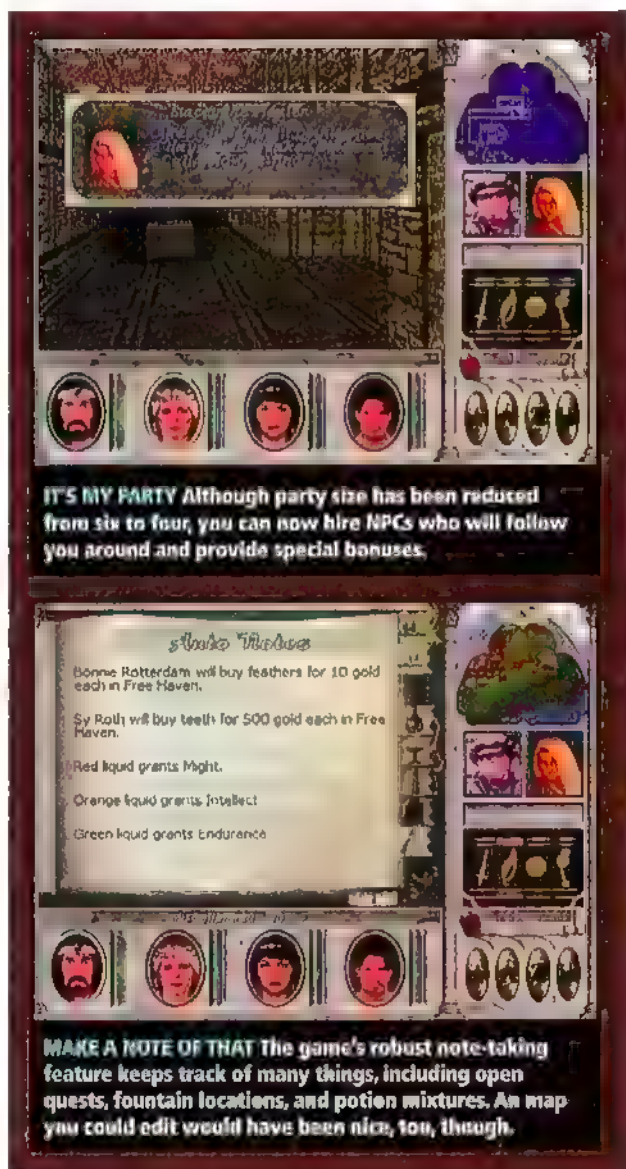 IT'S MY PARTY Although party size has been reduced
from six to four, you can now hire NPCs who will follow
you around and provide special bonuses.
Auto Notes
Bonnie Rotterdam will buy feathers for 10 gold
each in Free Haven.
Sy Roth will buy teeth for 500 gold each in Free
Haven.
Red liquid grants Might.
Orange liquid grants Intellect
Green liquid grants Endurance
MAKE A NOTE OF THAT The game's robust note-taking
feature keeps track of many things, including open
quests, fountain locations, and potion mixtures. An map
you could edit would have been nice, too, though.